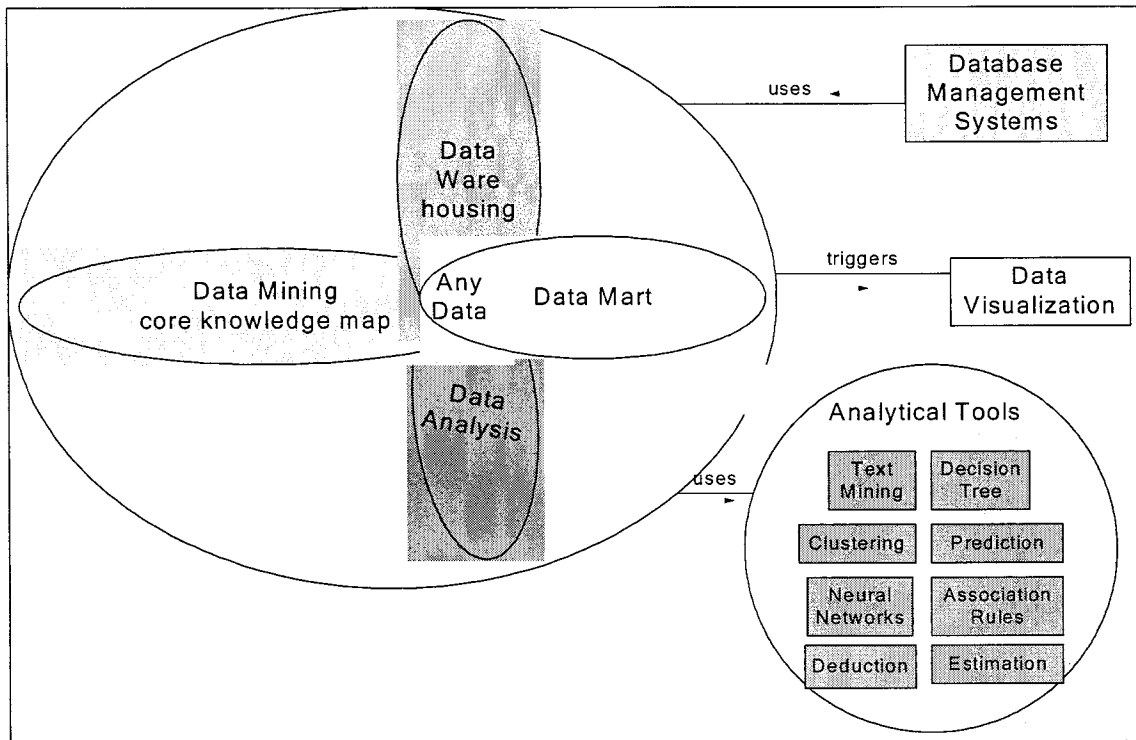 Database
Management
Systems
uses
Data
Ware
housing
triggers
Data
Visualization
Any
Data
Data Mart
Data Mining
core knowledge map
Data
Analysis
uses
Analytical Tools
Text
Mining
Decision
Tree
Clustering
Prediction
Neural
Networks
Association
Rules
Deduction
Estimation